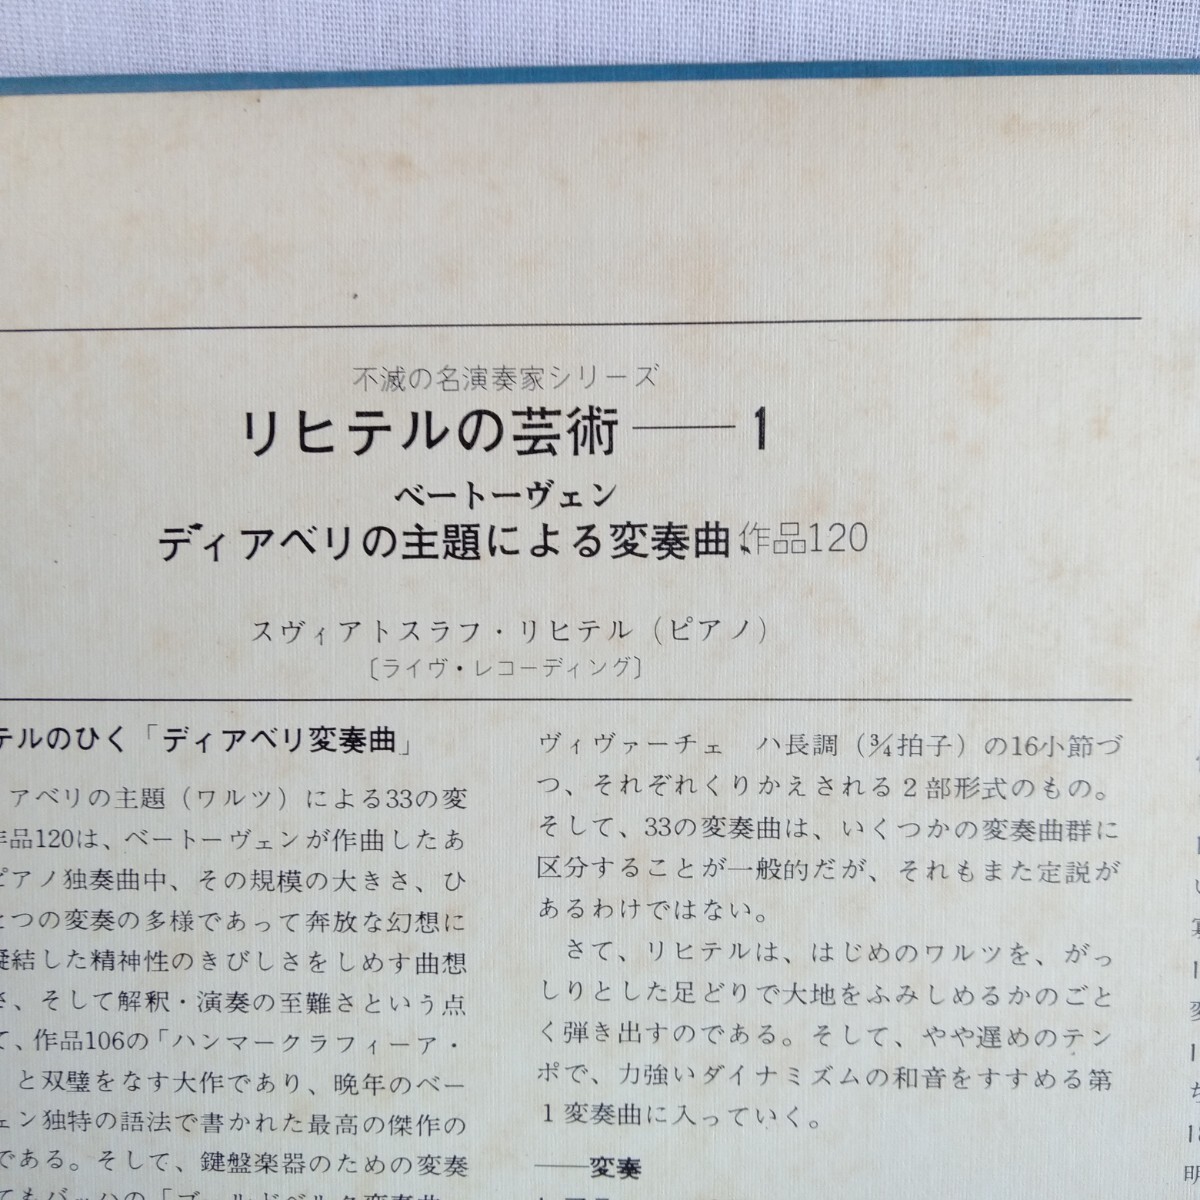 不滅の名演奏家シリーズ
リヒテルの芸術――1
ベートーヴェン
ディアベリの主題による変奏曲 作品120
スヴィアトスラフ・リヒテル（ピアノ）
〔ライヴ・レコーディング〕
テルのひく「ディアベリ変奏曲」
ィアベリの主題（ワルツ）による33の変
作品120は、ベートーヴェンが作曲したあ
ピアノ独奏曲中、その規模の大きさ、ひ
とつの変奏の多様であって奔放な幻想に
凝結した精神性のきびしさをしめす曲想
さ、そして解釈・演奏の至難さという点
て、作品106の「ハンマークラフィーア・
」と双璧をなす大作であり、晩年のベー
ェン独特の語法で書かれた最高の傑作の
である。そして、鍵盤楽器のための変奏
てもバッハの「ゴールドベルク変奏曲
ヴィヴァーチェ　ハ長調（¾拍子）の16小節づ
つ、それぞれくりかえされる２部形式のもの。
そして、33の変奏曲は、いくつかの変奏曲群に
区分することが一般的だが、それもまた定説が
あるわけではない。
さて、リヒテルは、はじめのワルツを、がっ
しりとした足どりで大地をふみしめるかのごと
く弾き出すのである。そして、やや遅めのテン
ポで、力強いダイナミズムの和音をすすめる第
１変奏曲に入っていく。
――変奏